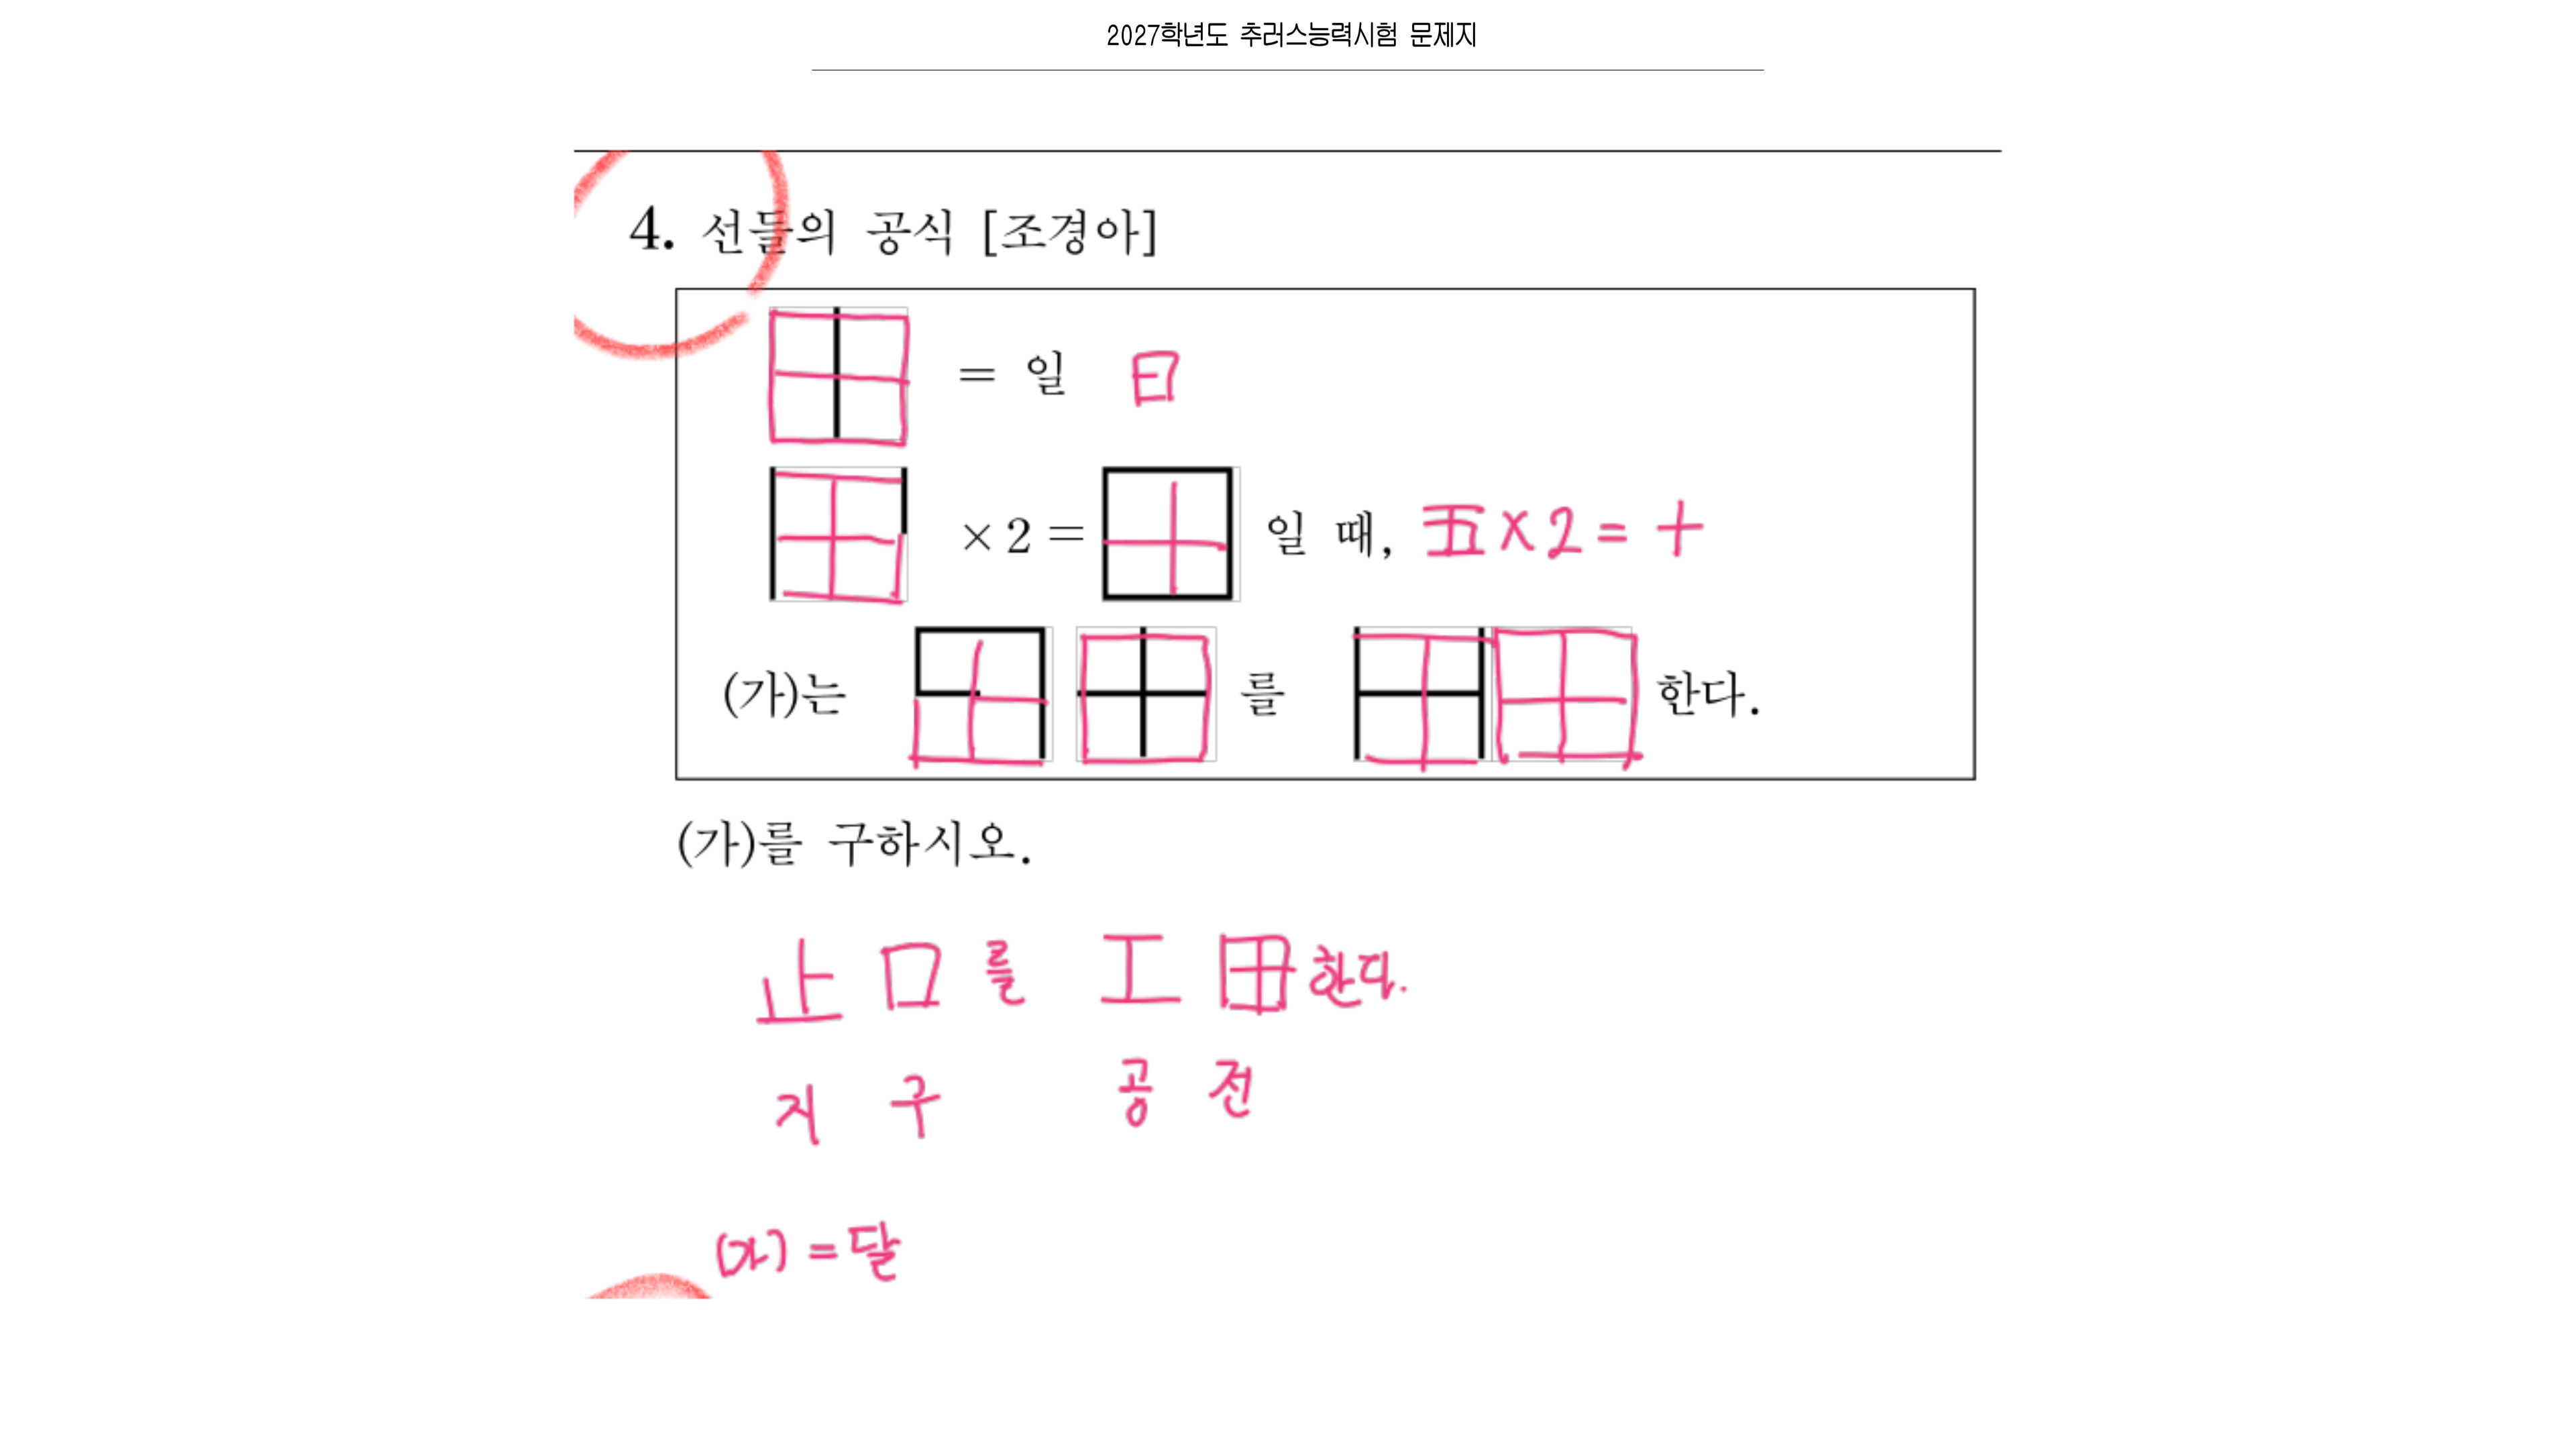 2027학년도 추러스능력시험 문제지
4. 선들의 공식 [조경아]
= 일 日
×2= 일 때, 五×2=十
(가)는 를 한다.
(가)를 구하시오.
止 口를 工 田한다.
지 구 공 전
(가)=달